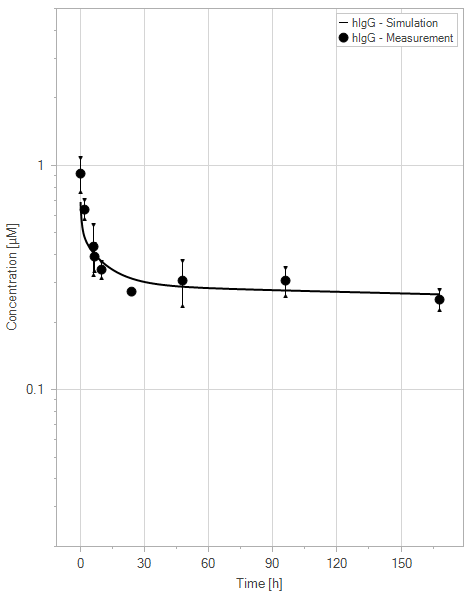 hIgG - Simulation
hIgG - Measurement
Concentration [µM]
1
0.1
0 30 60 90 120 150
Time [h]